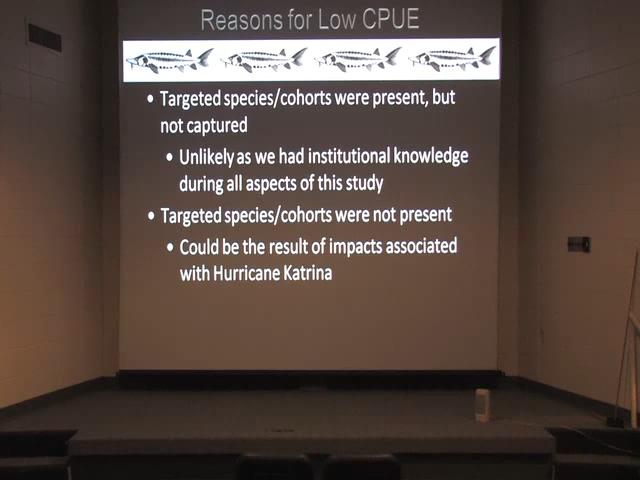 Reasons for Low CPUE
• Targeted species/cohorts were present, but
not captured
• Unlikely as we had institutional knowledge
during all aspects of this study
• Targeted species/cohorts were not present
• Could be the result of impacts associated
with Hurricane Katrina